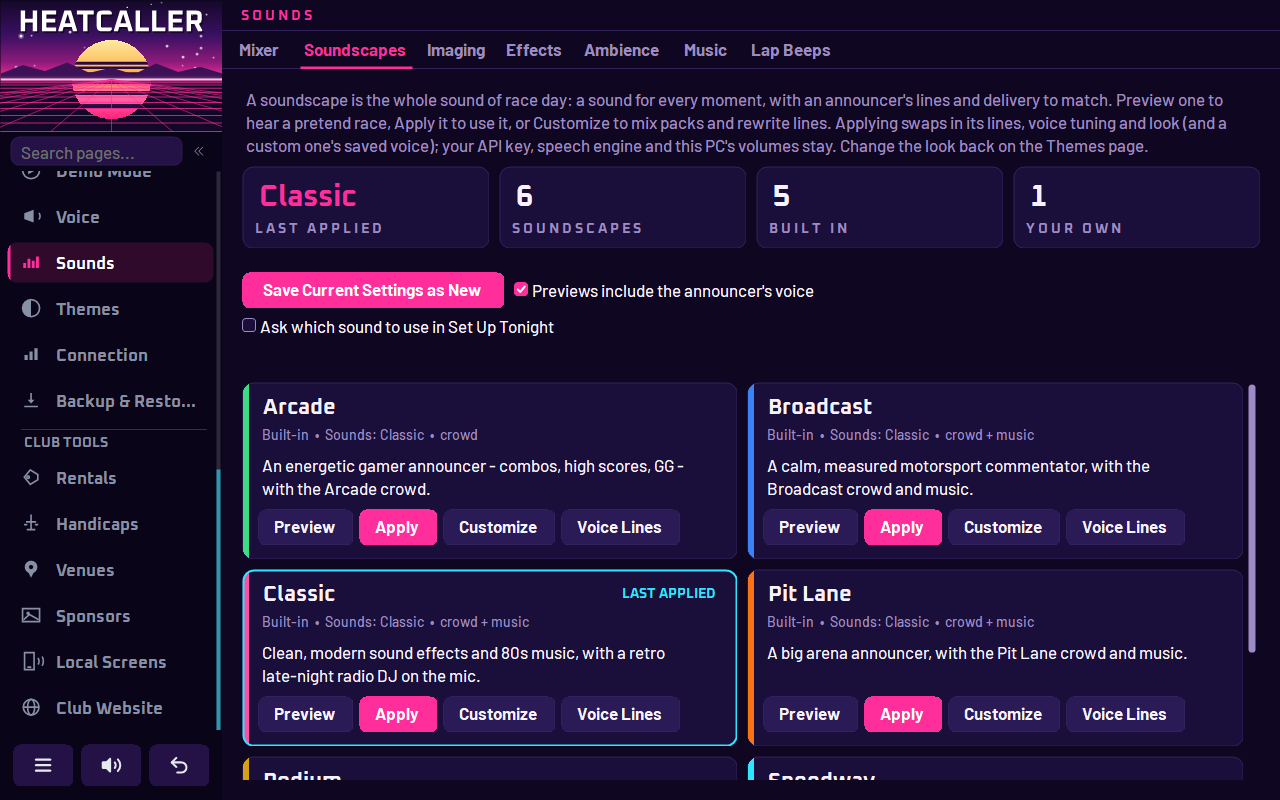 HEATCALLER
Search pages...
Demo Mode
Voice
Sounds
Themes
Connection
Backup & Resto...
CLUB TOOLS
Rentals
Handicaps
Venues
Sponsors
Local Screens
Club Website
SOUNDS
Mixer Soundscapes Imaging Effects Ambience Music Lap Beeps
A soundscape is the whole sound of race day: a sound for every moment, with an announcer's lines and delivery to match. Preview one to
hear a pretend race, Apply it to use it, or Customize to mix packs and rewrite lines. Applying swaps in its lines, voice tuning and look (and a
custom one's saved voice); your API key, speech engine and this PC's volumes stay. Change the look back on the Themes page.
Classic
LAST APPLIED
6
SOUNDSCAPES
5
BUILT IN
1
YOUR OWN
Save Current Settings as New Previews include the announcer's voice
Ask which sound to use in Set Up Tonight
Arcade
Built-in • Sounds: Classic • crowd
An energetic gamer announcer - combos, high scores, GG -
with the Arcade crowd.
Preview Apply Customize Voice Lines
Broadcast
Built-in • Sounds: Classic • crowd + music
A calm, measured motorsport commentator, with the
Broadcast crowd and music.
Preview Apply Customize Voice Lines
Classic LAST APPLIED
Built-in • Sounds: Classic • crowd + music
Clean, modern sound effects and 80s music, with a retro
late-night radio DJ on the mic.
Preview Apply Customize Voice Lines
Pit Lane
Built-in • Sounds: Classic • crowd + music
A big arena announcer, with the Pit Lane crowd and music.
Preview Apply Customize Voice Lines
Podium
Speedway